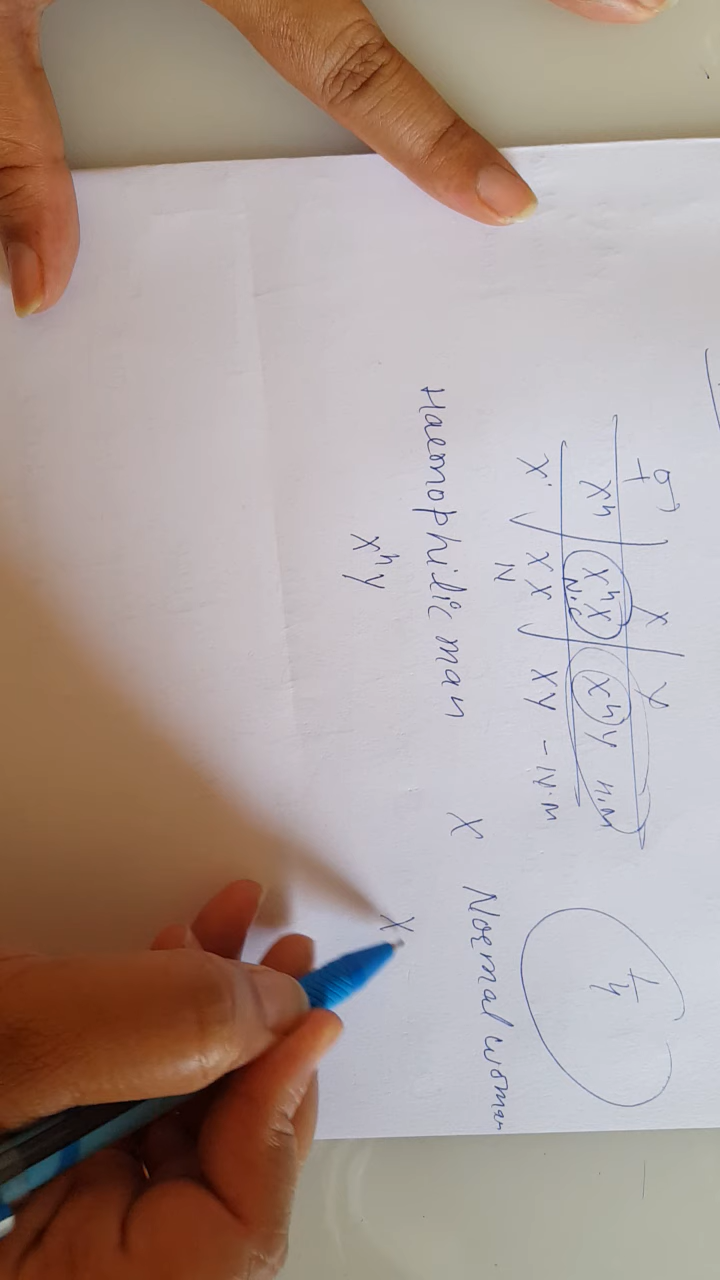 ♀ ♂ X Y
Xʰ XʰX N.C XʰY H.M
X XX N XY - N.M
1/4
Haemophilic man X Normal woman
XʰY X